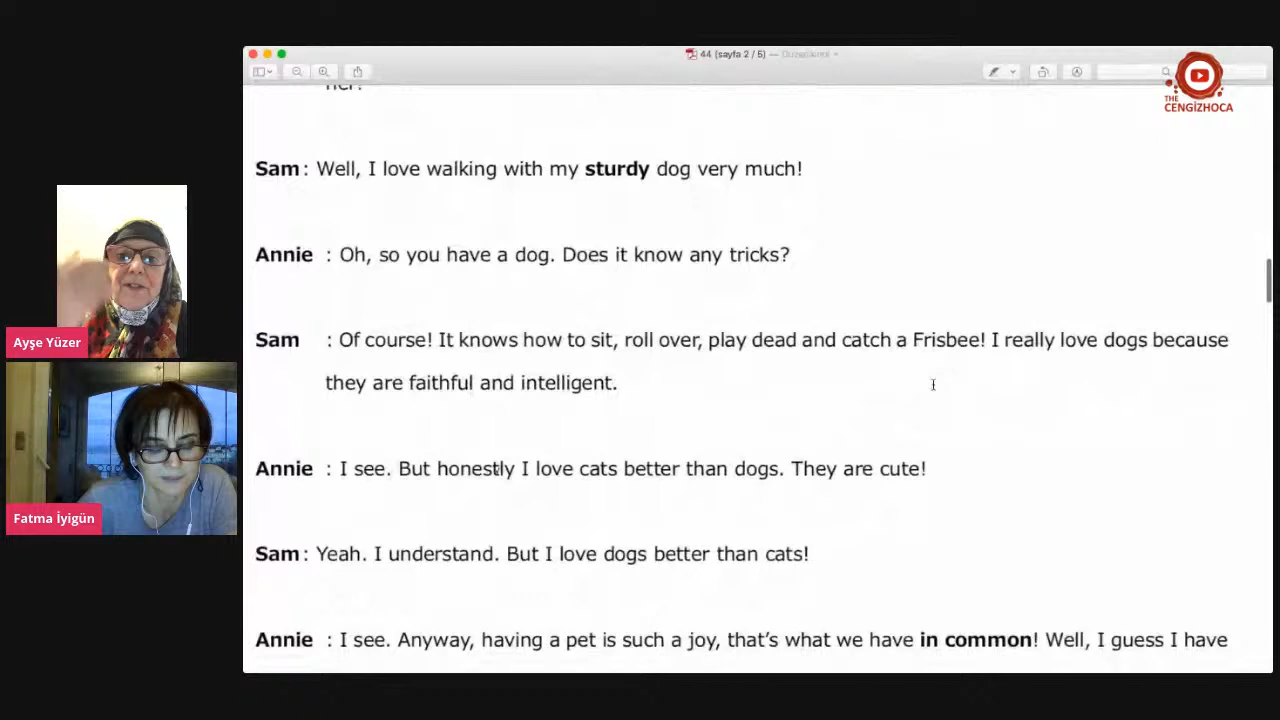 44 (sayfa 2 / 5)
THE
CENGİZHOCA
her!
Sam : Well, I love walking with my sturdy dog very much!
Annie : Oh, so you have a dog. Does it know any tricks?
Sam : Of course! It knows how to sit, roll over, play dead and catch a Frisbee! I really love dogs because
they are faithful and intelligent.
Annie : I see. But honestly I love cats better than dogs. They are cute!
Sam : Yeah. I understand. But I love dogs better than cats!
Annie : I see. Anyway, having a pet is such a joy, that's what we have in common! Well, I guess I have
Ayşe Yüzer
Fatma İyigün